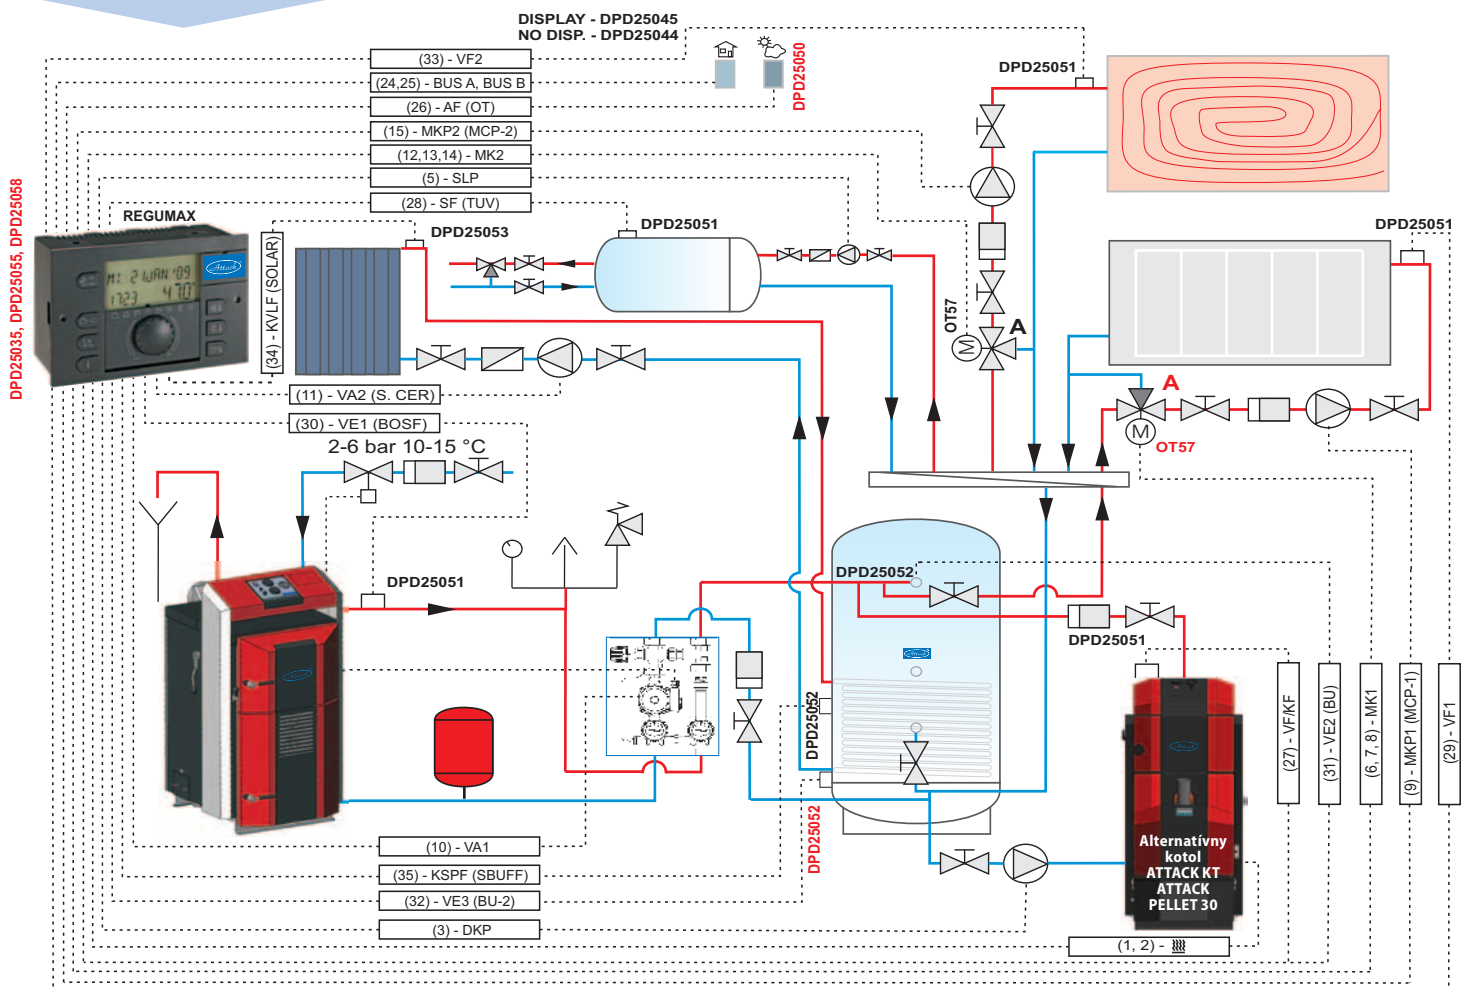 DISPLAY - DPD25045
NO DISP. - DPD25044
(33) - VF2
(24,25) - BUS A, BUS B
(26) - AF (OT)
(15) - MKP2 (MCP-2)
(12,13,14) - MK2
(5) - SLP
(28) - SF (TUV)
DPD25050
DPD25051
DPD25051
DPD25035, DPD25055, DPD25058
REGUMAX
Attack
(34) - KVLF (SOLAR)
DPD25053
DPD25051
OT57
M
A
(11) - VA2 (S. CER)
(30) - VE1 (BOSF)
2-6 bar 10-15 °C
A
M
OT57
DPD25051
DPD25052
DPD25051
Attack
DPD25052
DPD25052
(27) - VF/KF
(31) - VE2 (BU)
(6, 7, 8) - MK1
(9) - MKP1 (MCP-1)
(29) - VF1
Alternatívny
kotol
ATTACK KT
ATTACK
PELLET 30
(10) - VA1
(35) - KSPF (SBUFF)
(32) - VE3 (BU-2)
(3) - DKP
(1, 2) -